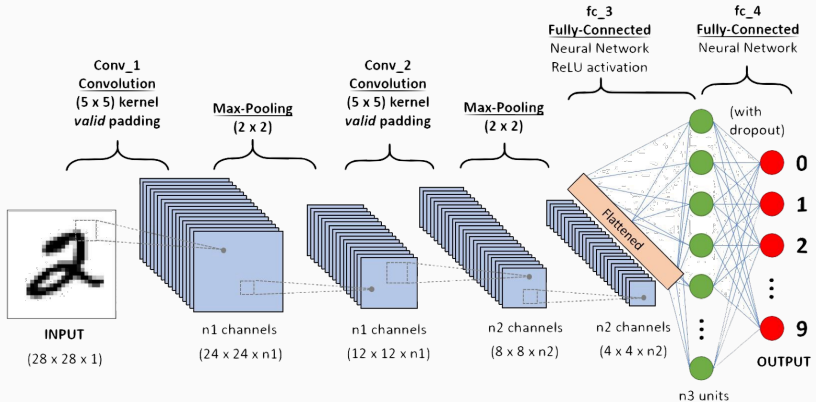 fc_3
Fully-Connected
Neural Network
ReLU activation
fc_4
Fully-Connected
Neural Network
Conv_1
Convolution
(5 x 5) kernel
valid padding
Max-Pooling
(2 x 2)
Conv_2
Convolution
(5 x 5) kernel
valid padding
Max-Pooling
(2 x 2)
(with
dropout)
Flattened
0
1
2
9
INPUT
(28 x 28 x 1)
n1 channels
(24 x 24 x n1)
n1 channels
(12 x 12 x n1)
n2 channels
(8 x 8 x n2)
n2 channels
(4 x 4 x n2)
OUTPUT
n3 units
2